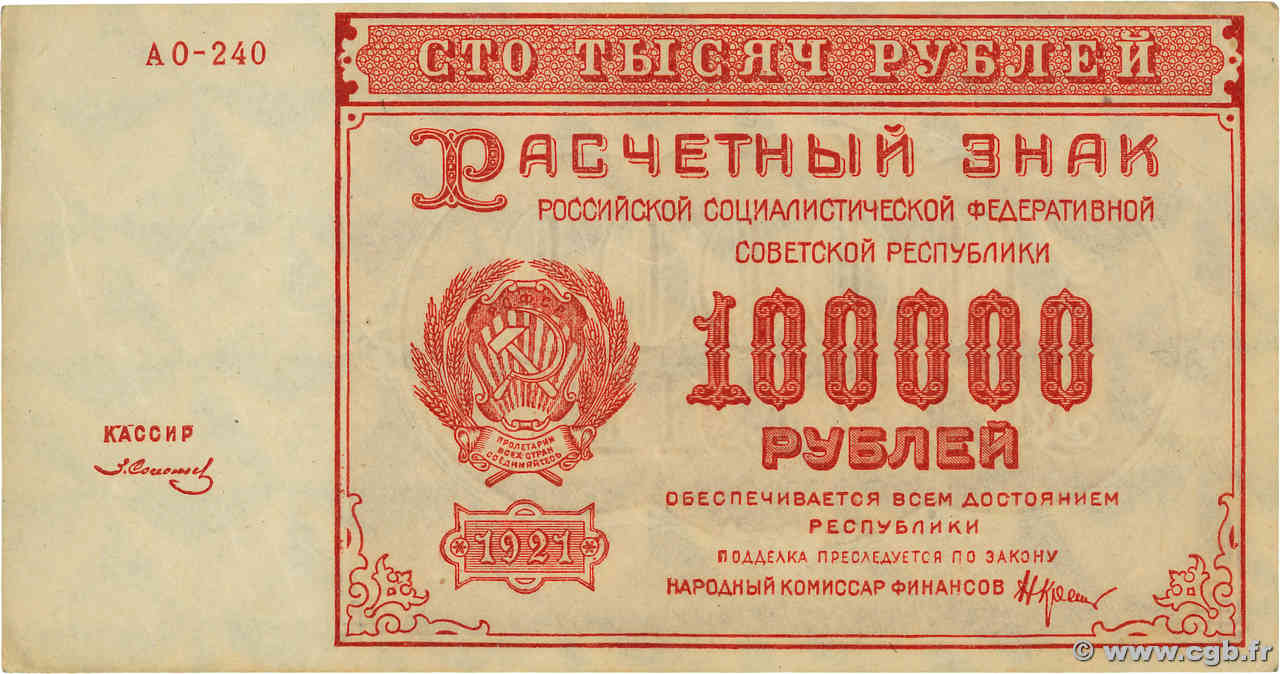 АО-240
СТО ТЫСЯЧ РУБЛЕЙ
РАСЧЕТНЫЙ ЗНАК
РОССИЙСКОЙ СОЦИАЛИСТИЧЕСКОЙ ФЕДЕРАТИВНОЙ
СОВЕТСКОЙ РЕСПУБЛИКИ
100000
РУБЛЕЙ
ПРОЛЕТАРИИ
ВСЕХ СТРАН
СОЕДИНЯЙТЕСЬ
КАССИР
1921
ОБЕСПЕЧИВАЕТСЯ ВСЕМ ДОСТОЯНИЕМ
РЕСПУБЛИКИ
ПОДДЕЛКА ПРЕСЛЕДУЕТСЯ ПО ЗАКОНУ
НАРОДНЫЙ КОМИССАР ФИНАНСОВ
© www.cgb.fr